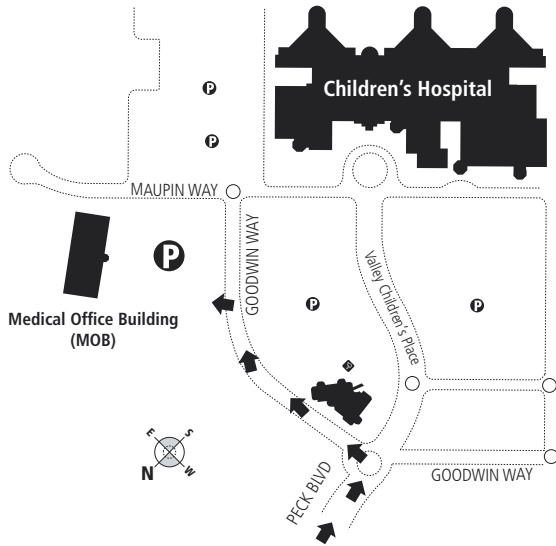 Children's Hospital
P
P
MAUPIN WAY
P
GOODWIN WAY
Valley Children's Place
P
P
Medical Office Building
(MOB)
E
S
N
W
PECK BLVD
GOODWIN WAY